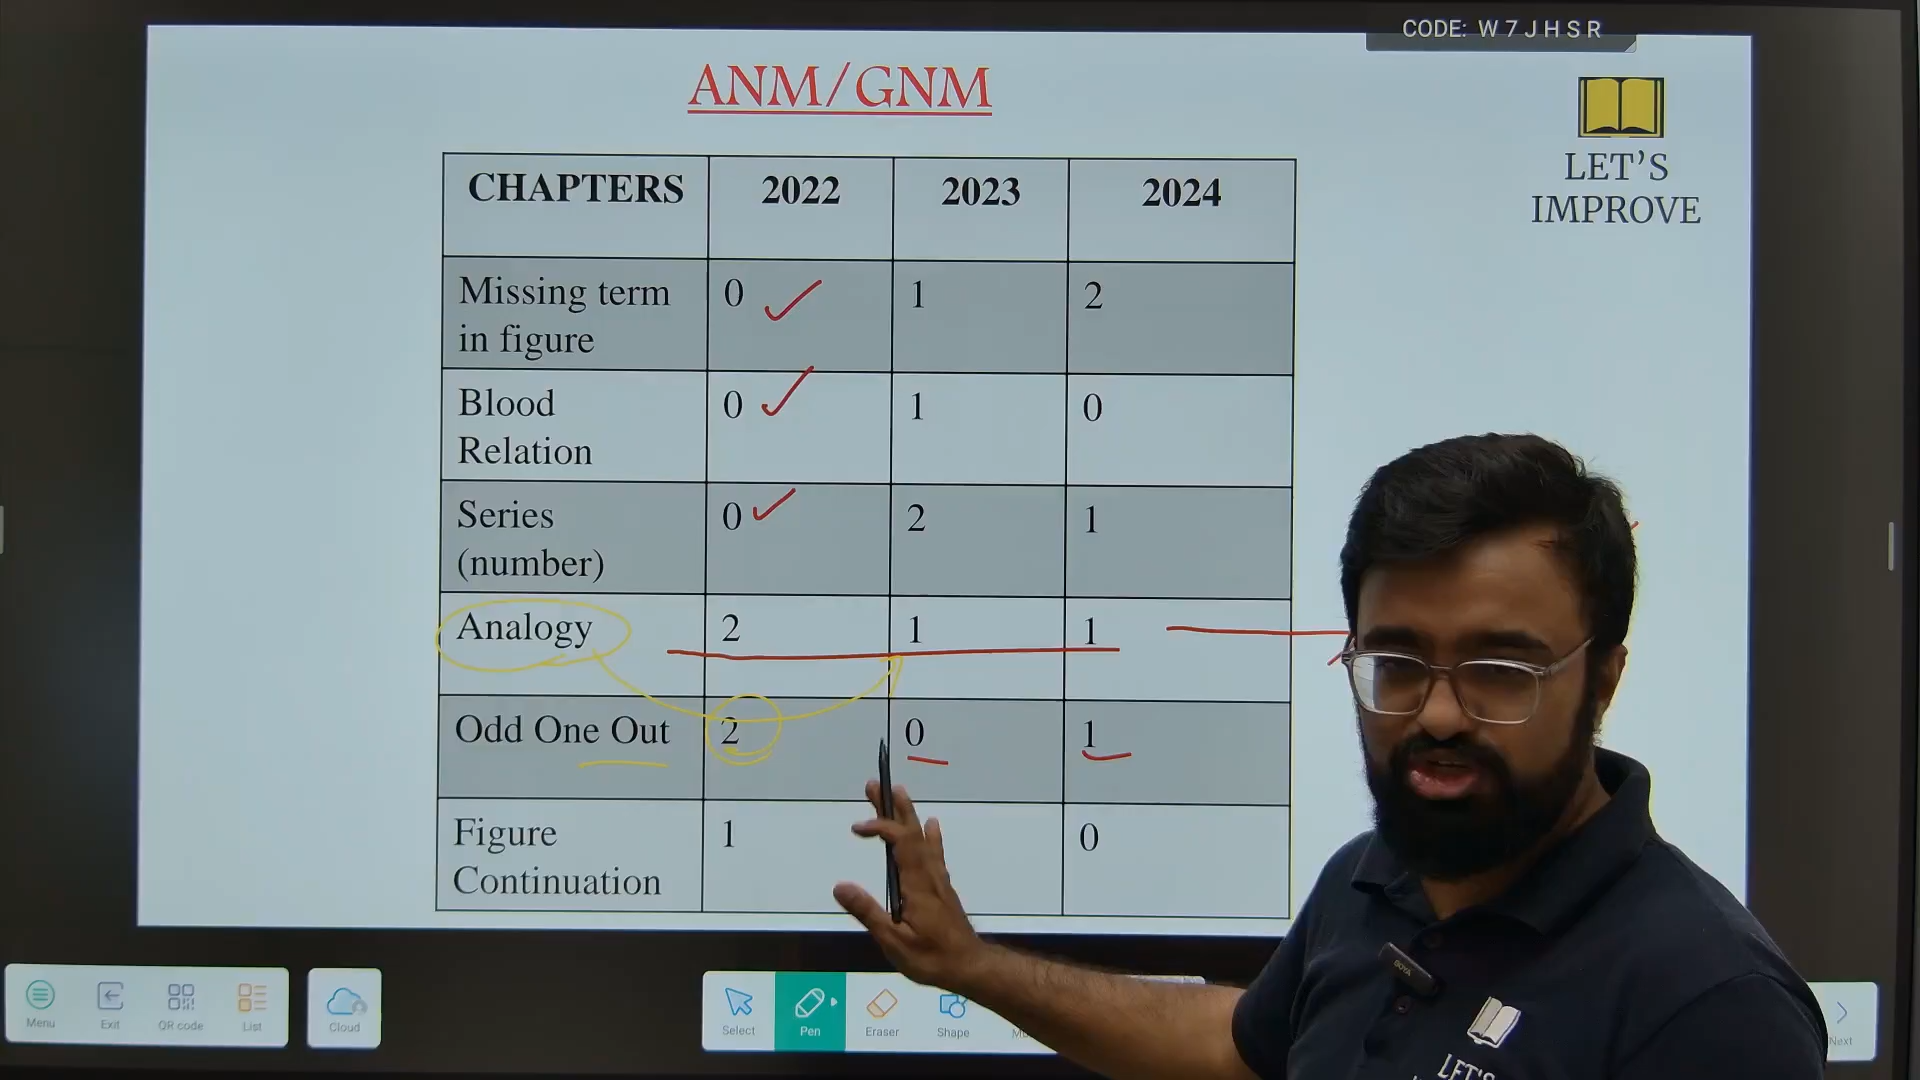 CODE: W7JHSR
ANM/GNM
LET'S
IMPROVE
CHAPTERS 2022 2023 2024
Missing term in figure 0 1 2
Blood Relation 0 1 0
Series (number) 0 2 1
Analogy 2 1 1
Odd One Out 2 0 1
Figure Continuation 1 0
Menu
Exit
QR code
List
Cloud
Select
Pen
Eraser
Shape
Next
GOYA
LET'S